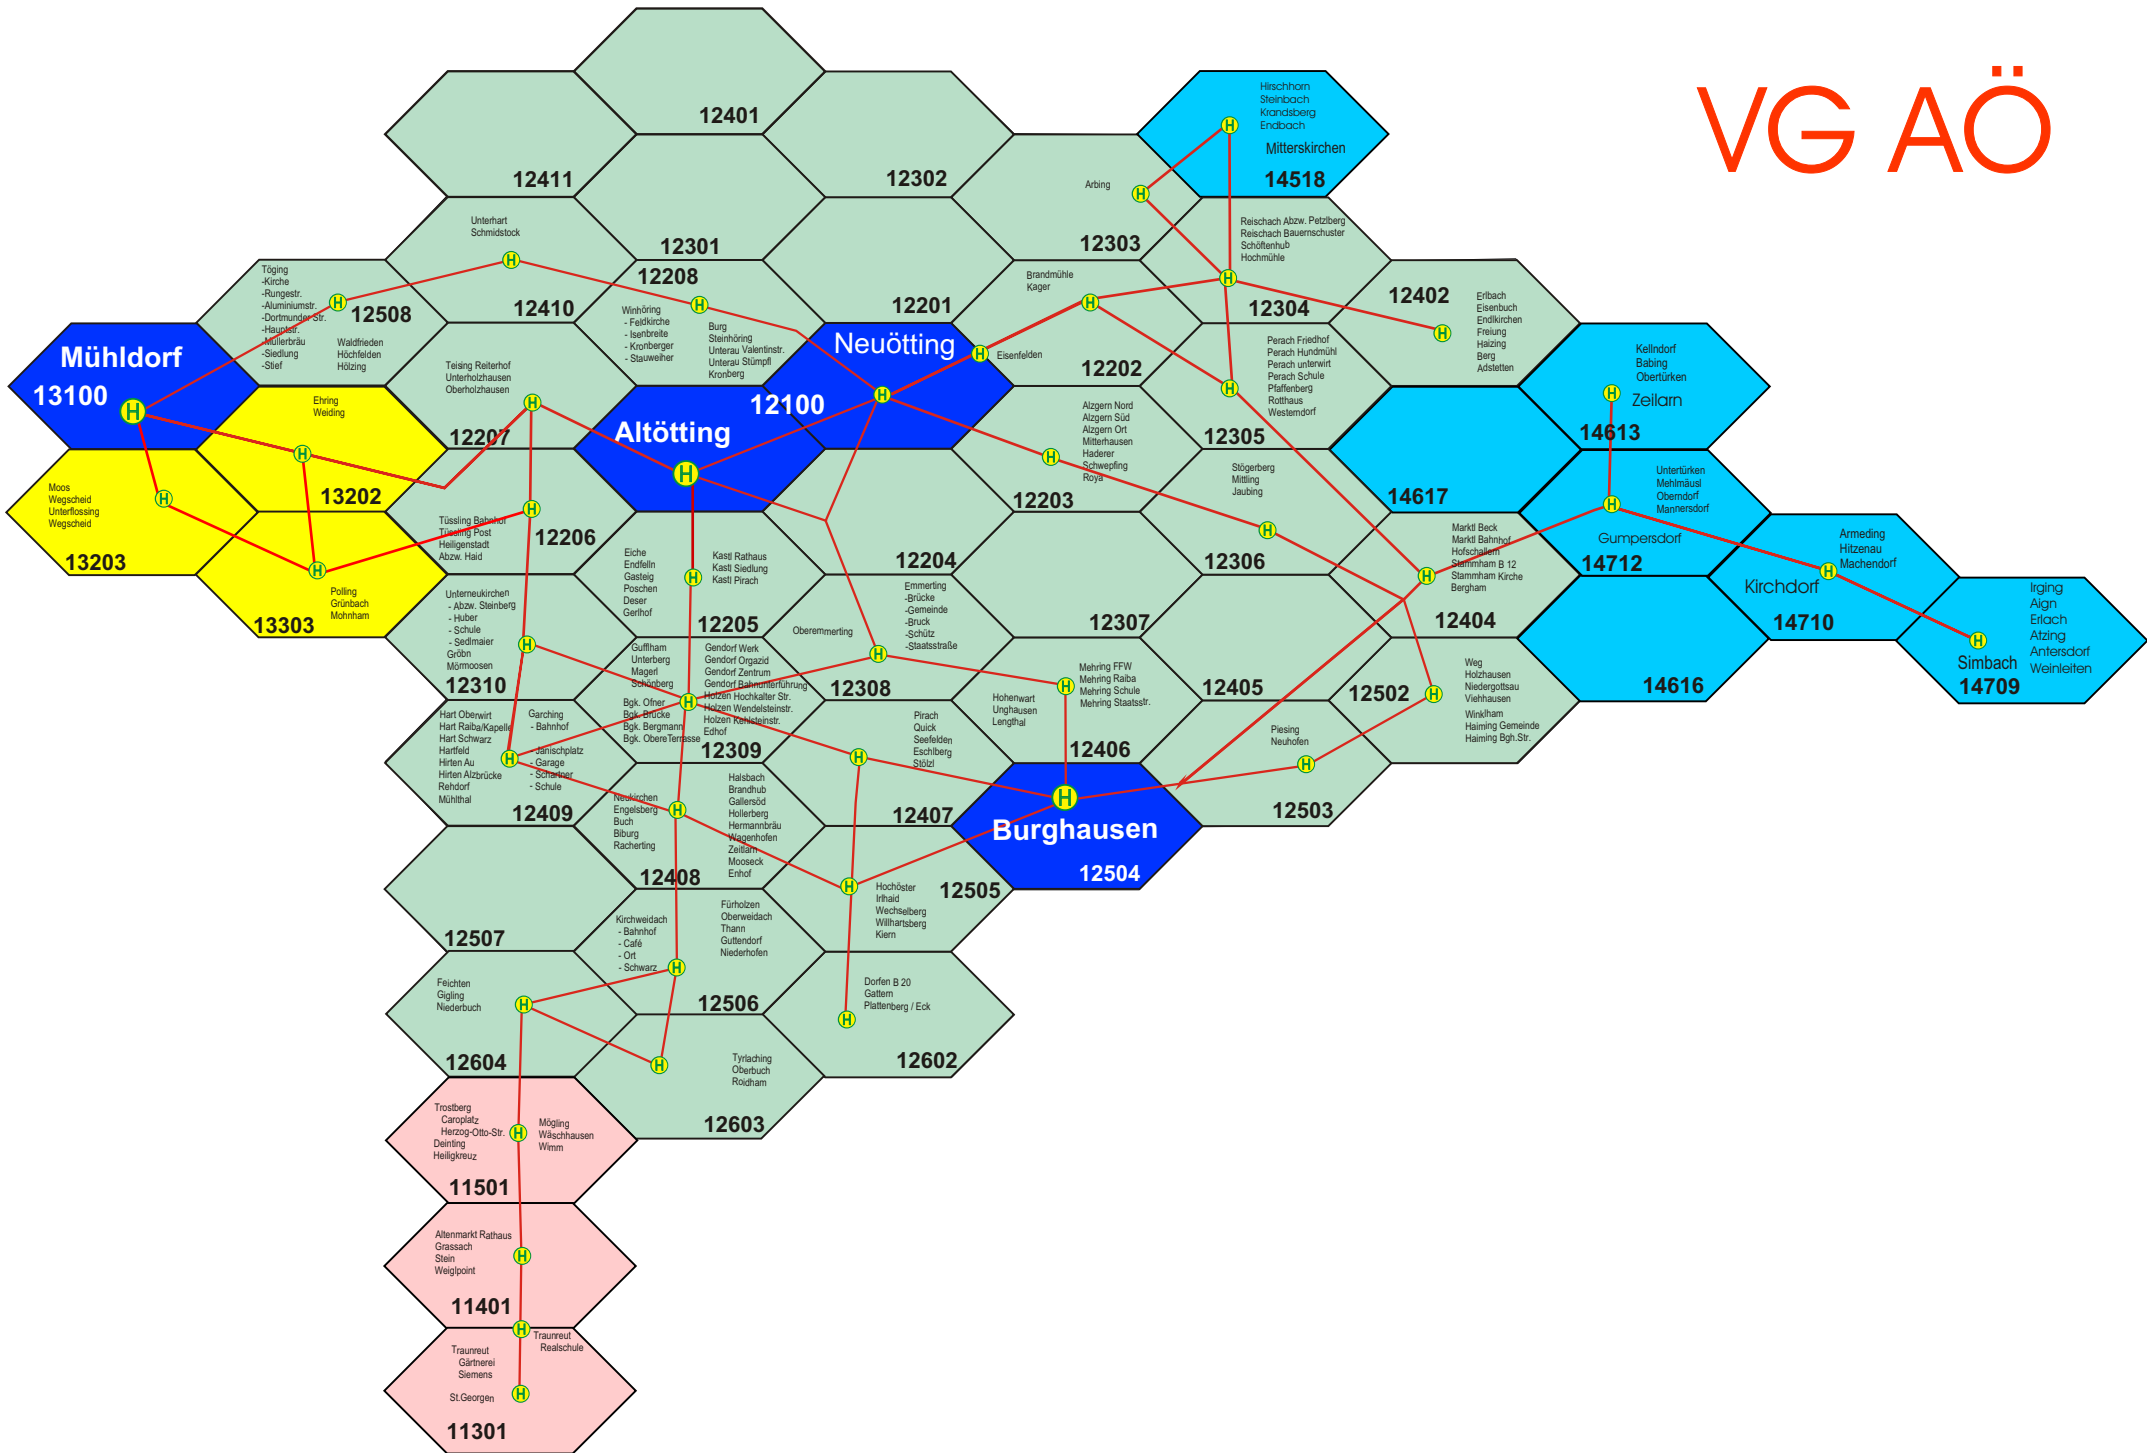 VG AÖ
12401
12411
12302
Hirschhorn
Steinbach
Krandsberg
Endbach
Mitterskirchen
14518
Arbing
12303
Unterhart
Schmidstock
12410
12301
12208
12201
Reischach Abzw. Petzlberg
Reischach Bauernschuster
Schöftenhub
Hochmühle
12304
Töging
-Kirche
-Rungestr.
-Aluminiumstr.
-Dortmunder Str.
-Hauptstr.
-Müllerbräu
-Siedlung
-Stief
12508
Waldfrieden
Höchfelden
Hölzing
Winhöring
- Feldkirche
- Isenbreite
- Kronberger
- Stauweiher
Burg
Steinhöring
Unterau Valentinstr.
Unterau Stümpfl
Kronberg
Brandmühle
Kager
12202
12402
Erlbach
Eisenbuch
Endlkirchen
Freiung
Haizing
Berg
Adstetten
Mühldorf
13100
Neuötting
Eisenfelden
12100
Altötting
Teising Reiterhof
Unterholzhausen
Oberholzhausen
12207
Perach Friedhof
Perach Hundmühl
Perach unterwirt
Perach Schule
Pfaffenberg
Rotthaus
Westerndorf
12305
Kellndorf
Babing
Obertürken
Zeilarn
14613
Ehring
Weiding
13202
Alzgern Nord
Alzgern Süd
Alzgern Ort
Mitterhausen
Haderer
Schwepfing
Roya
12203
14617
Moos
Wegscheid
Unterflossing
Wegscheid
13203
Stögerberg
Mittling
Jaubing
12306
Untertürken
Mehlmäusl
Oberndorf
Mannersdorf
Gumpersdorf
14712
Tüssling Bahnhof
Tüssling Post
Heiligenstadt
Abzw. Haid
12206
12204
Marktl Beck
Marktl Bahnhof
Hofschallern
Stammham B 12
Stammham Kirche
Bergham
12404
Armeding
Hitzenau
Machendorf
Kirchdorf
14710
Polling
Grünbach
Mohnham
13303
Eiche
Endfelln
Gasteig
Poschen
Deser
Gerlhof
Kastl Rathaus
Kastl Siedlung
Kastl Pirach
12205
Emmerting
-Brücke
-Gemeinde
-Bruck
-Schütz
-Staatsstraße
Oberemmerting
12308
12307
Irging
Aign
Erlach
Atzing
Antersdorf
Weinleiten
Simbach
14709
Unterneukirchen
- Abzw. Steinberg
- Huber
- Schule
- Sedlmaier
Gröbn
Mörmoosen
12310
Gufflham
Unterberg
Magerl
Schönberg
Bgk. Ofner
Bgk. Brücke
Bgk. Bergmann
Bgk. ObereTerrasse
Gendorf Werk
Gendorf Orgazid
Gendorf Zentrum
Gendorf Bahnunterführung
Holzen Hochkalter Str.
Holzen Wendelsteinstr.
Holzen Kehlsteinstr.
Edhof
12309
Mehring FFW
Mehring Raiba
Mehring Schule
Mehring Staatsstr.
Hohenwart
Unghausen
Lengthal
12406
12405
12502
Weg
Holzhausen
Niedergottsau
Viehhausen
Winklham
Haiming Gemeinde
Haiming Bgh.Str.
14616
Hart Oberwirt
Hart Raiba/Kapelle
Hart Schwarz
Hartfeld
Hirten Au
Hirten Alzbrücke
Rehdorf
Mühlthal
Garching
- Bahnhof
- Janischplatz
- Garage
- Schartner
- Schule
12409
Pirach
Quick
Seefelden
Eschlberg
Stölzl
12407
Piesing
Neuhofen
12503
Neukirchen
Engelsberg
Buch
Biburg
Racherting
Halsbach
Brandhub
Gallersöd
Hollerberg
Hermannbräu
Wagenhofen
Zeitlarn
Mooseck
Enhof
12408
Burghausen
12504
Hochöster
Irlhaid
Wechselberg
Willhartsberg
Kiern
12505
12507
Kirchweidach
- Bahnhof
- Café
- Ort
- Schwarz
Fürholzen
Oberweidach
Thann
Guttendorf
Niederhofen
12506
Feichten
Gigling
Niederbuch
12604
Dorfen B 20
Gattern
Plattenberg / Eck
12602
Tyrlaching
Oberbuch
Roidham
12603
Trostberg
Caroplatz
Herzog-Otto-Str.
Deinting
Heiligkreuz
Mögling
Wäschhausen
Wimm
11501
Altenmarkt Rathaus
Grassach
Stein
Weiglpoint
11401
Traunreut
Realschule
Traunreut
Gärtnerei
Siemens
St.Georgen
11301